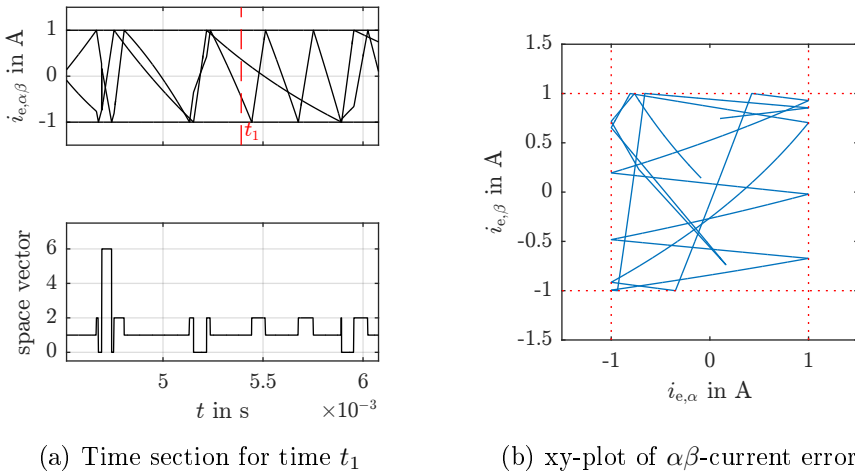 1
0
-1
i_{e,αβ} in A
t_1
6
4
2
0
space vector
5
5.5
6
t in s
×10^{-3}
(a) Time section for time t_1
1.5
1
0.5
0
-0.5
-1
-1.5
i_{e,β} in A
-1
0
1
i_{e,α} in A
(b) xy-plot of αβ-current error